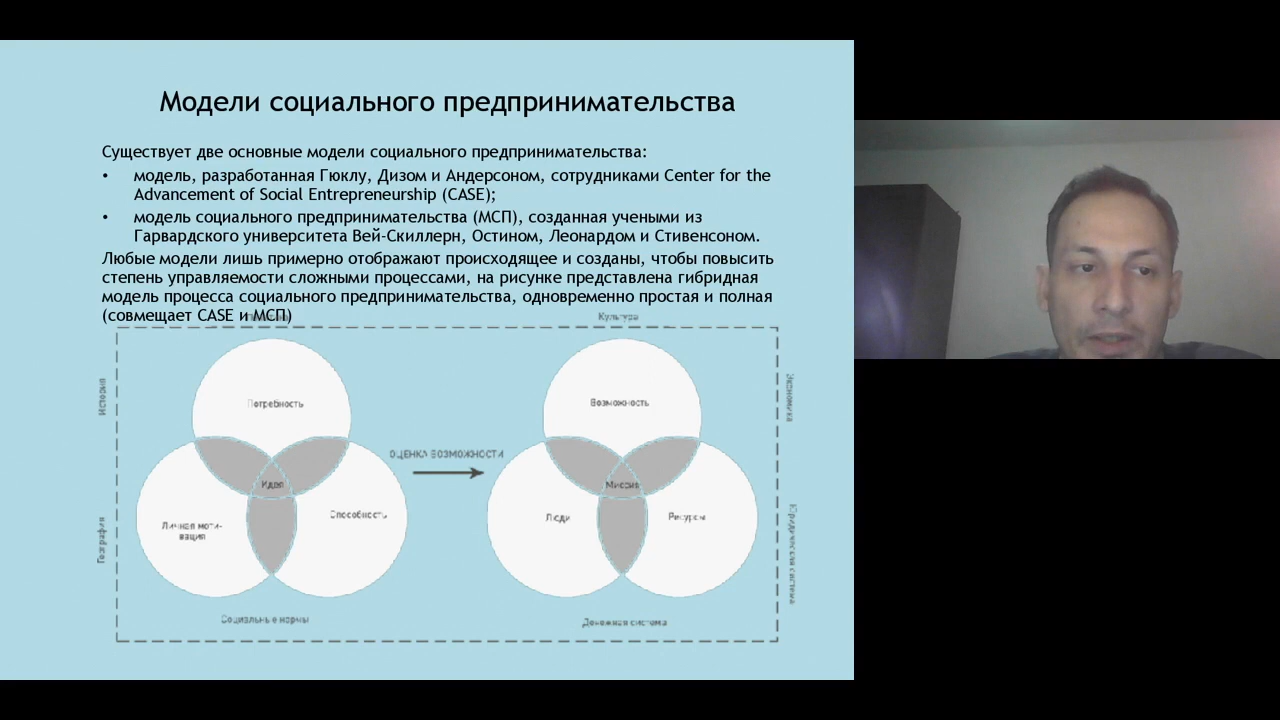 Модели социального предпринимательства
Существует две основные модели социального предпринимательства:
• модель, разработанная Гюклу, Дизом и Андерсоном, сотрудниками Center for the
Advancement of Social Entrepreneurship (CASE);
• модель социального предпринимательства (МСП), созданная учеными из
Гарвардского университета Вей-Скиллерн, Остином, Леонардом и Стивенсоном.
Любые модели лишь примерно отображают происходящее и созданы, чтобы повысить
степень управляемости сложными процессами, на рисунке представлена гибридная
модель процесса социального предпринимательства, одновременно простая и полная
(совмещает CASE и МСП)
Культура
История
Экономика
Потребность
Возможность
ОЦЕНКА ВОЗМОЖНОСТИ
Идея
Миссия
Личная моти-
вация
Способность
Люди
Ресурсы
География
Юридическая система
Социальные нормы
Денежная система